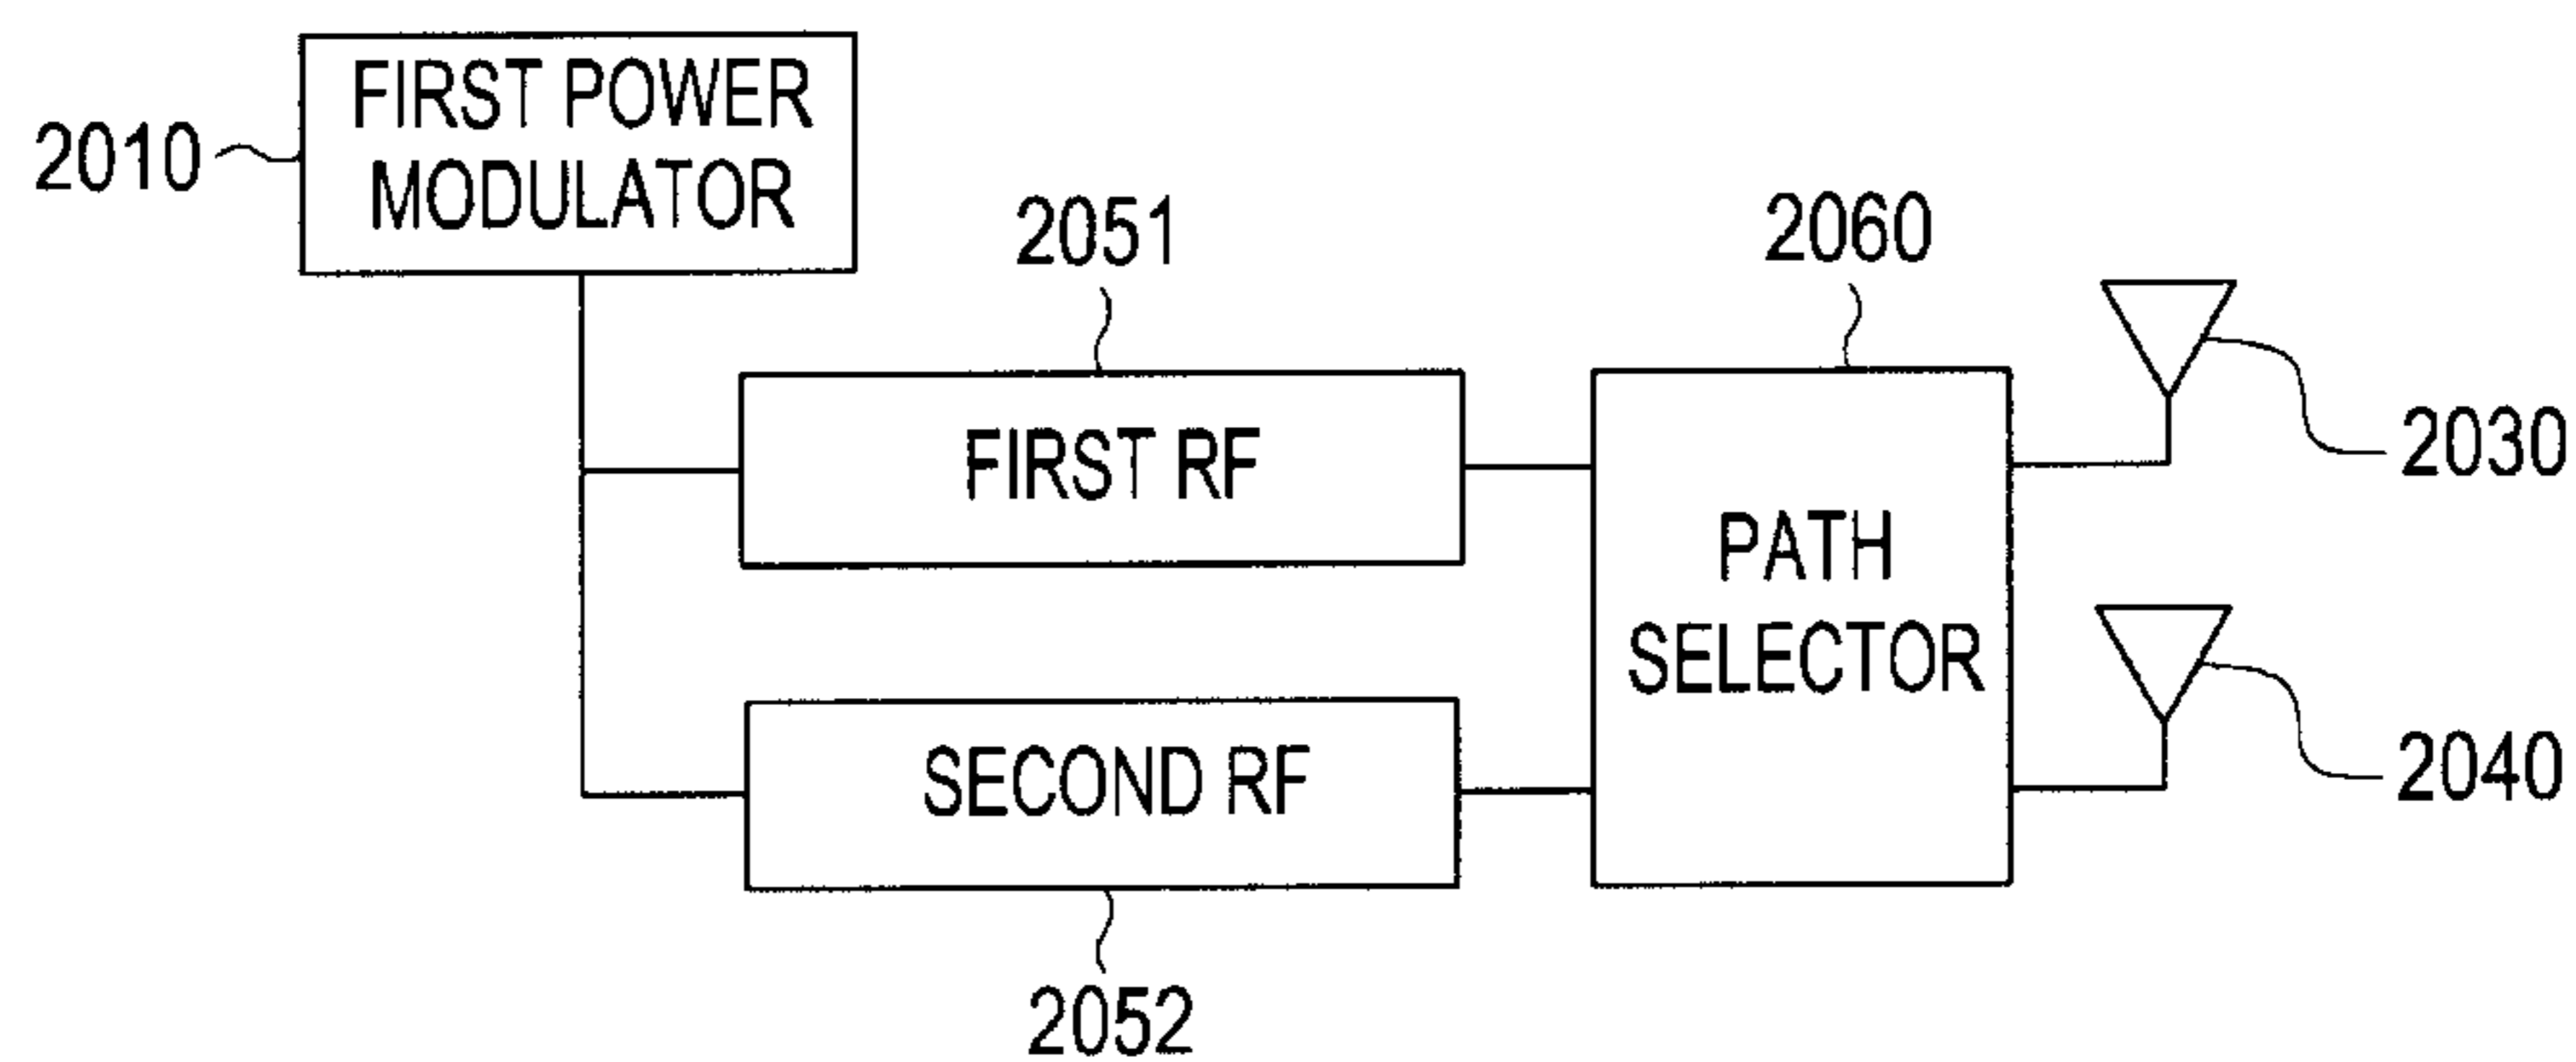 FIRST POWER
MODULATOR
2010
2051
2060
FIRST RF
2030
PATH
SELECTOR
SECOND RF
2040
2052